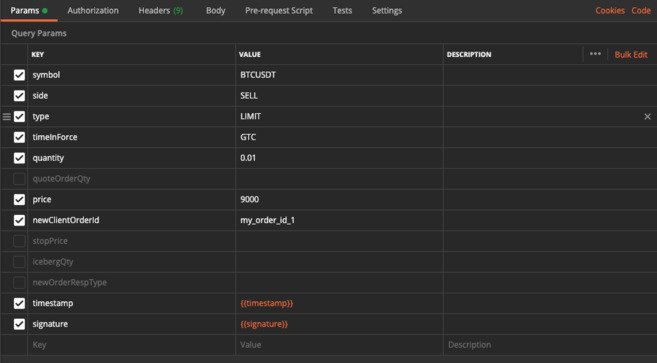 Params Authorization Headers (9) Body Pre-request Script Tests Settings Cookies Code
Query Params
KEY VALUE DESCRIPTION ••• Bulk Edit
symbol BTCUSDT
side SELL
type LIMIT
timeInForce GTC
quantity 0.01
quoteOrderQty
price 9000
newClientOrderId my_order_id_1
stopPrice
icebergQty
newOrderRespType
timestamp {{timestamp}}
signature {{signature}}
Key Value Description